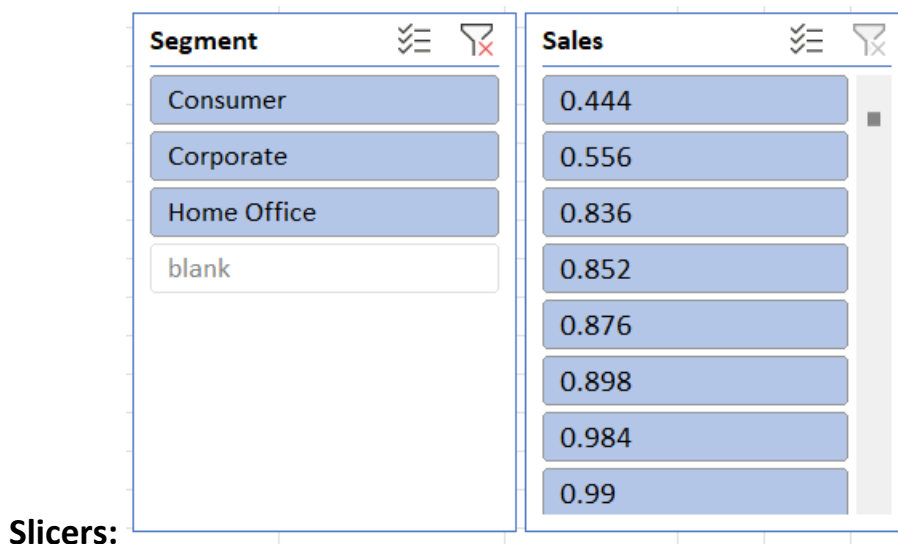 Segment
Consumer
Corporate
Home Office
blank
Sales
0.444
0.556
0.836
0.852
0.876
0.898
0.984
0.99
Slicers: